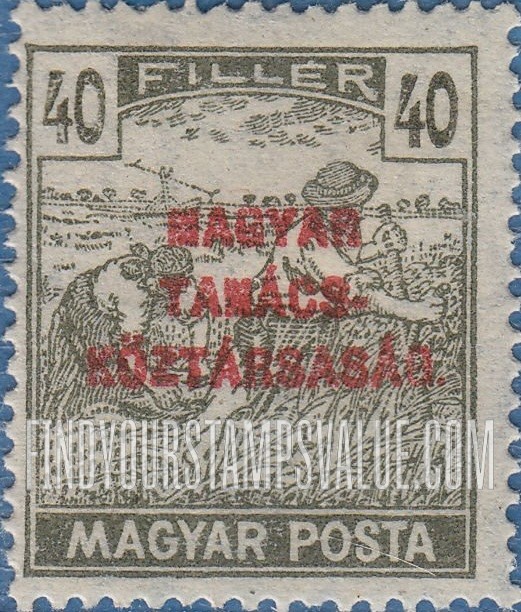 FILLÉR
40 40
MAGYAR
TANÁCS-
KÖZTÁRSASÁG.
FINDYOURSTAMPSVALUE.COM
MAGYAR POSTA